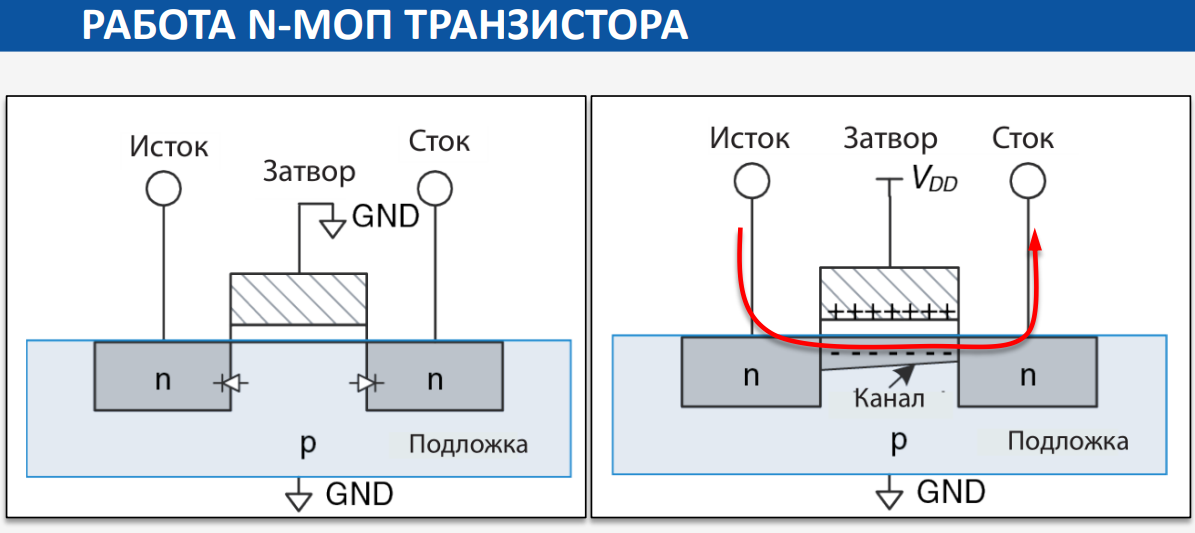 РАБОТА N-МОП ТРАНЗИСТОРА
Исток
Затвор
Сток
GND
n
n
p
Подложка
GND
Исток
Затвор
Сток
VDD
+++++++
- - - - - - -
n
n
Канал
p
Подложка
GND